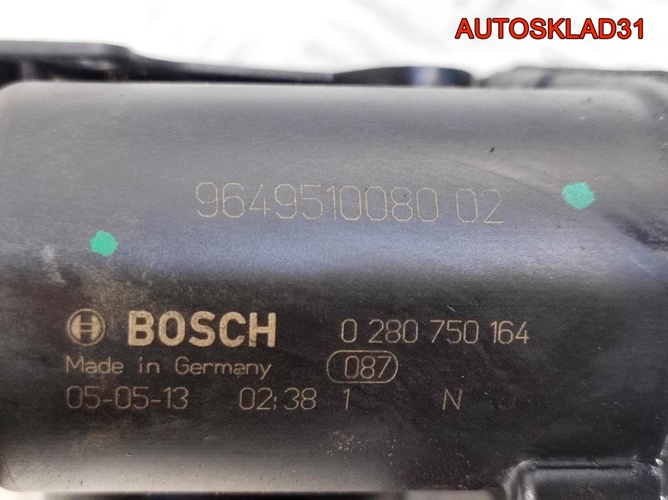 AUTOSKLAD31
9649510080 02
BOSCH 0 280 750 164
Made in Germany 087
05-05-13 02:38 1 N